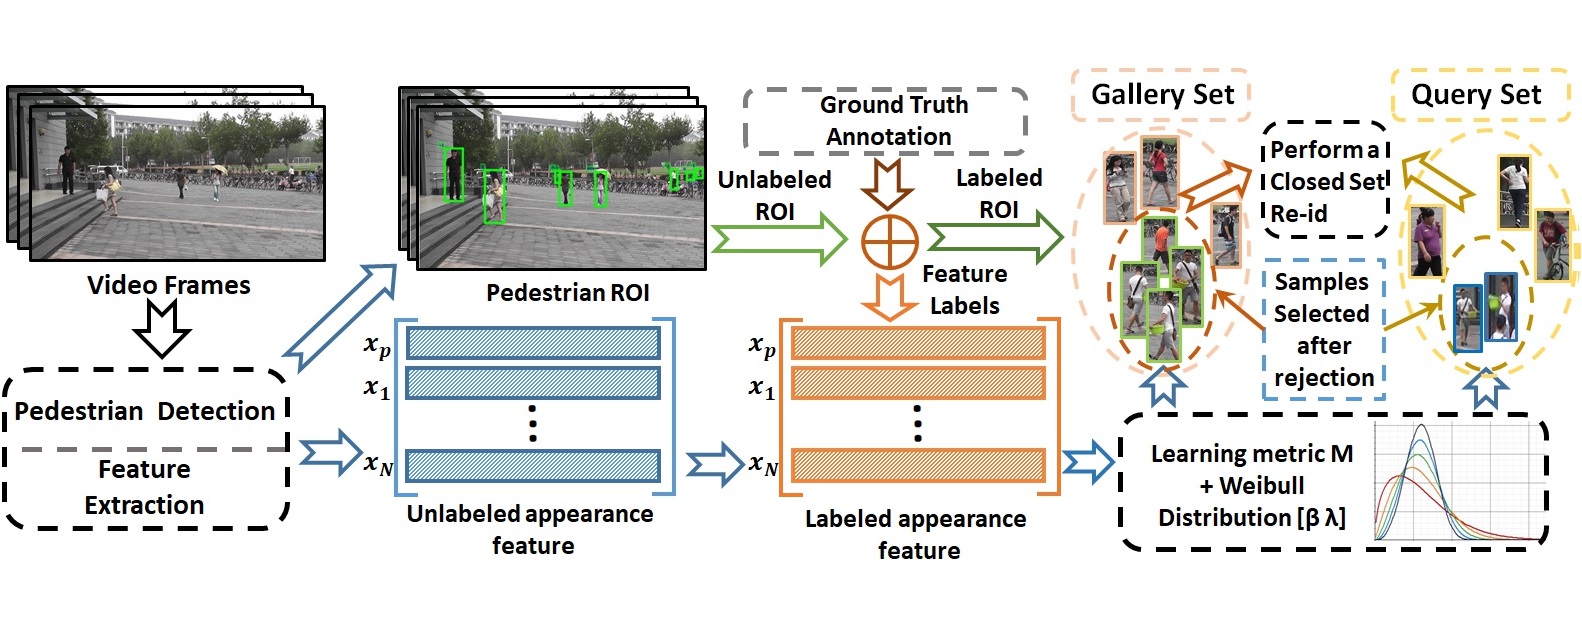 Video Frames
Pedestrian Detection
Feature
Extraction
Pedestrian ROI
x_p
x_1
x_N
Unlabeled appearance
feature
Ground Truth
Annotation
Unlabeled
ROI
Labeled
ROI
Feature
Labels
x_p
x_1
x_N
Labeled appearance
feature
Gallery Set
Query Set
Perform a
Closed Set
Re-id
Samples
Selected
after
rejection
Learning metric M
+ Weibull
Distribution [β λ]